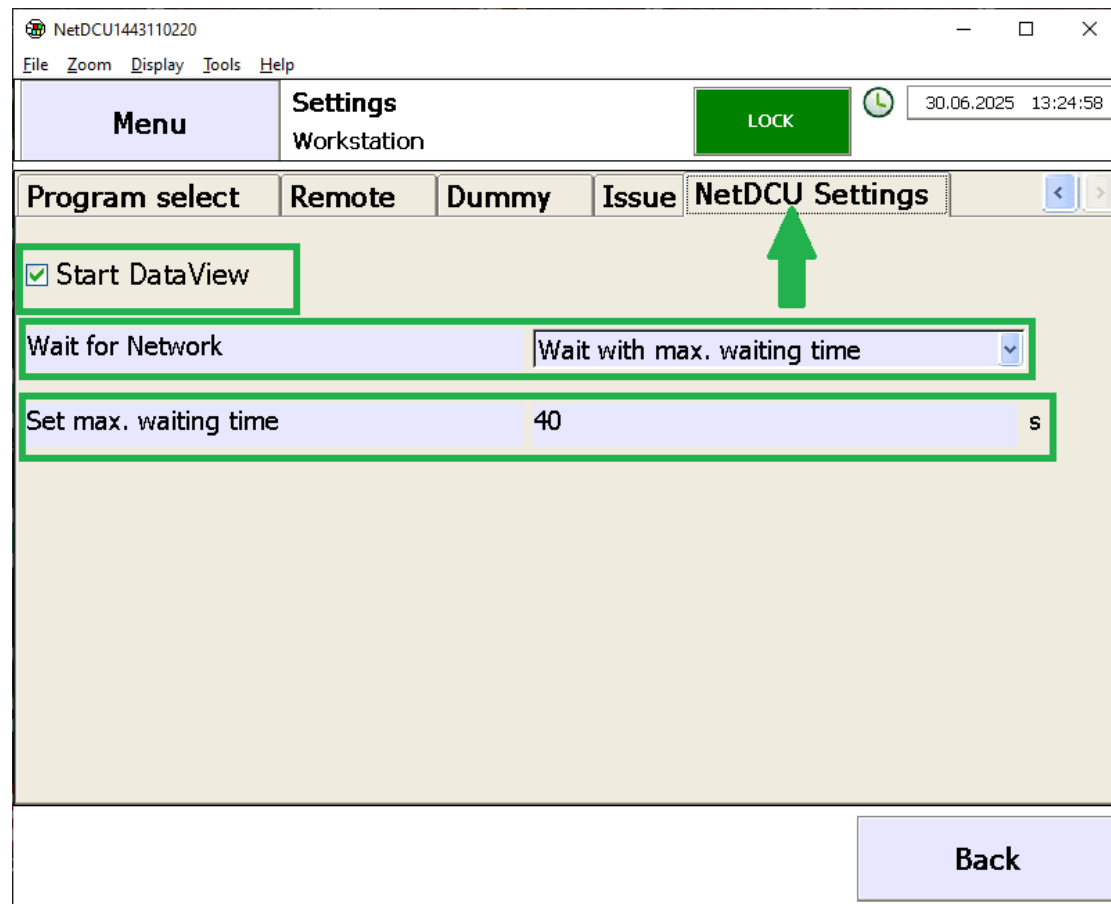 NetDCU1443110220
File Zoom Display Tools Help
Menu
Settings
Workstation
LOCK
30.06.2025 13:24:58
Program select Remote Dummy Issue NetDCU Settings
Start DataView
Wait for Network Wait with max. waiting time
Set max. waiting time 40 s
Back